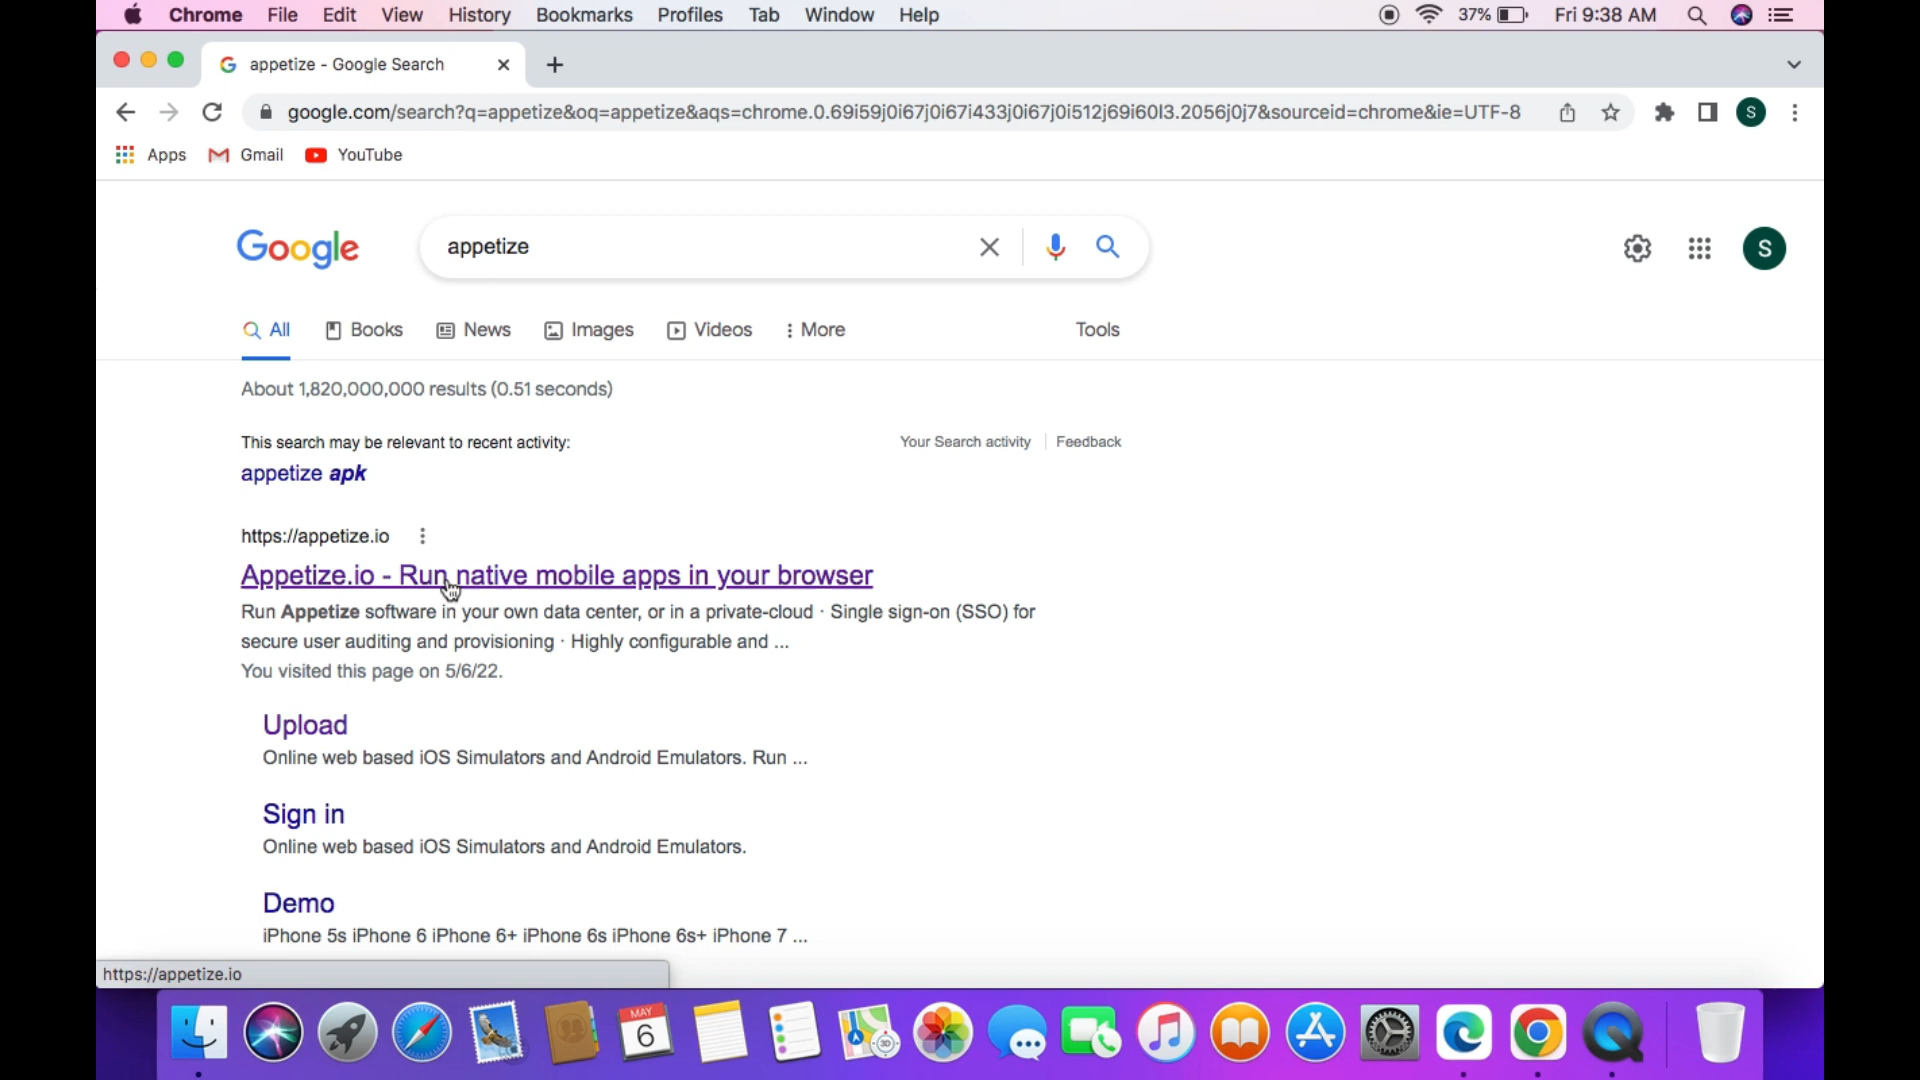 Chrome File Edit View History Bookmarks Profiles Tab Window Help 37% Fri 9:38 AM
appetize - Google Search
google.com/search?q=appetize&oq=appetize&aqs=chrome.0.69i59j0i67j0i67i433j0i67j0i512j69i60l3.2056j0j7&sourceid=chrome&ie=UTF-8 S
Apps Gmail YouTube
Google appetize S
All Books News Images Videos More Tools
About 1,820,000,000 results (0.51 seconds)
This search may be relevant to recent activity: Your Search activity Feedback
appetize apk
https://appetize.io
Appetize.io - Run native mobile apps in your browser
Run Appetize software in your own data center, or in a private-cloud · Single sign-on (SSO) for
secure user auditing and provisioning · Highly configurable and ...
You visited this page on 5/6/22.
Upload
Online web based iOS Simulators and Android Emulators. Run ...
Sign in
Online web based iOS Simulators and Android Emulators.
Demo
iPhone 5s iPhone 6 iPhone 6+ iPhone 6s iPhone 6s+ iPhone 7 ...
https://appetize.io
MAY
6
3D